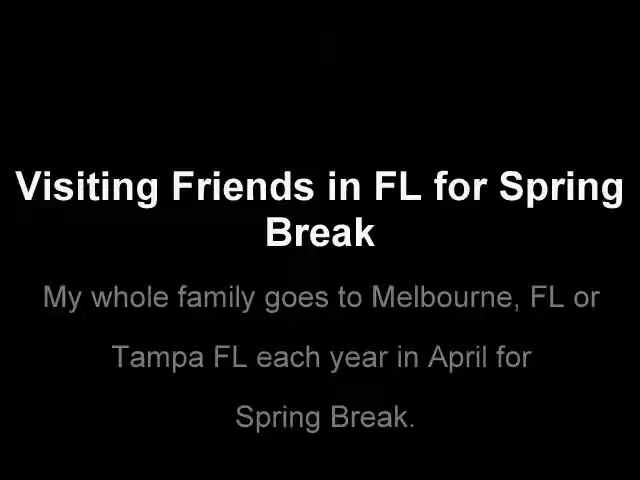 Visiting Friends in FL for Spring
Break
My whole family goes to Melbourne, FL or
Tampa FL each year in April for
Spring Break.